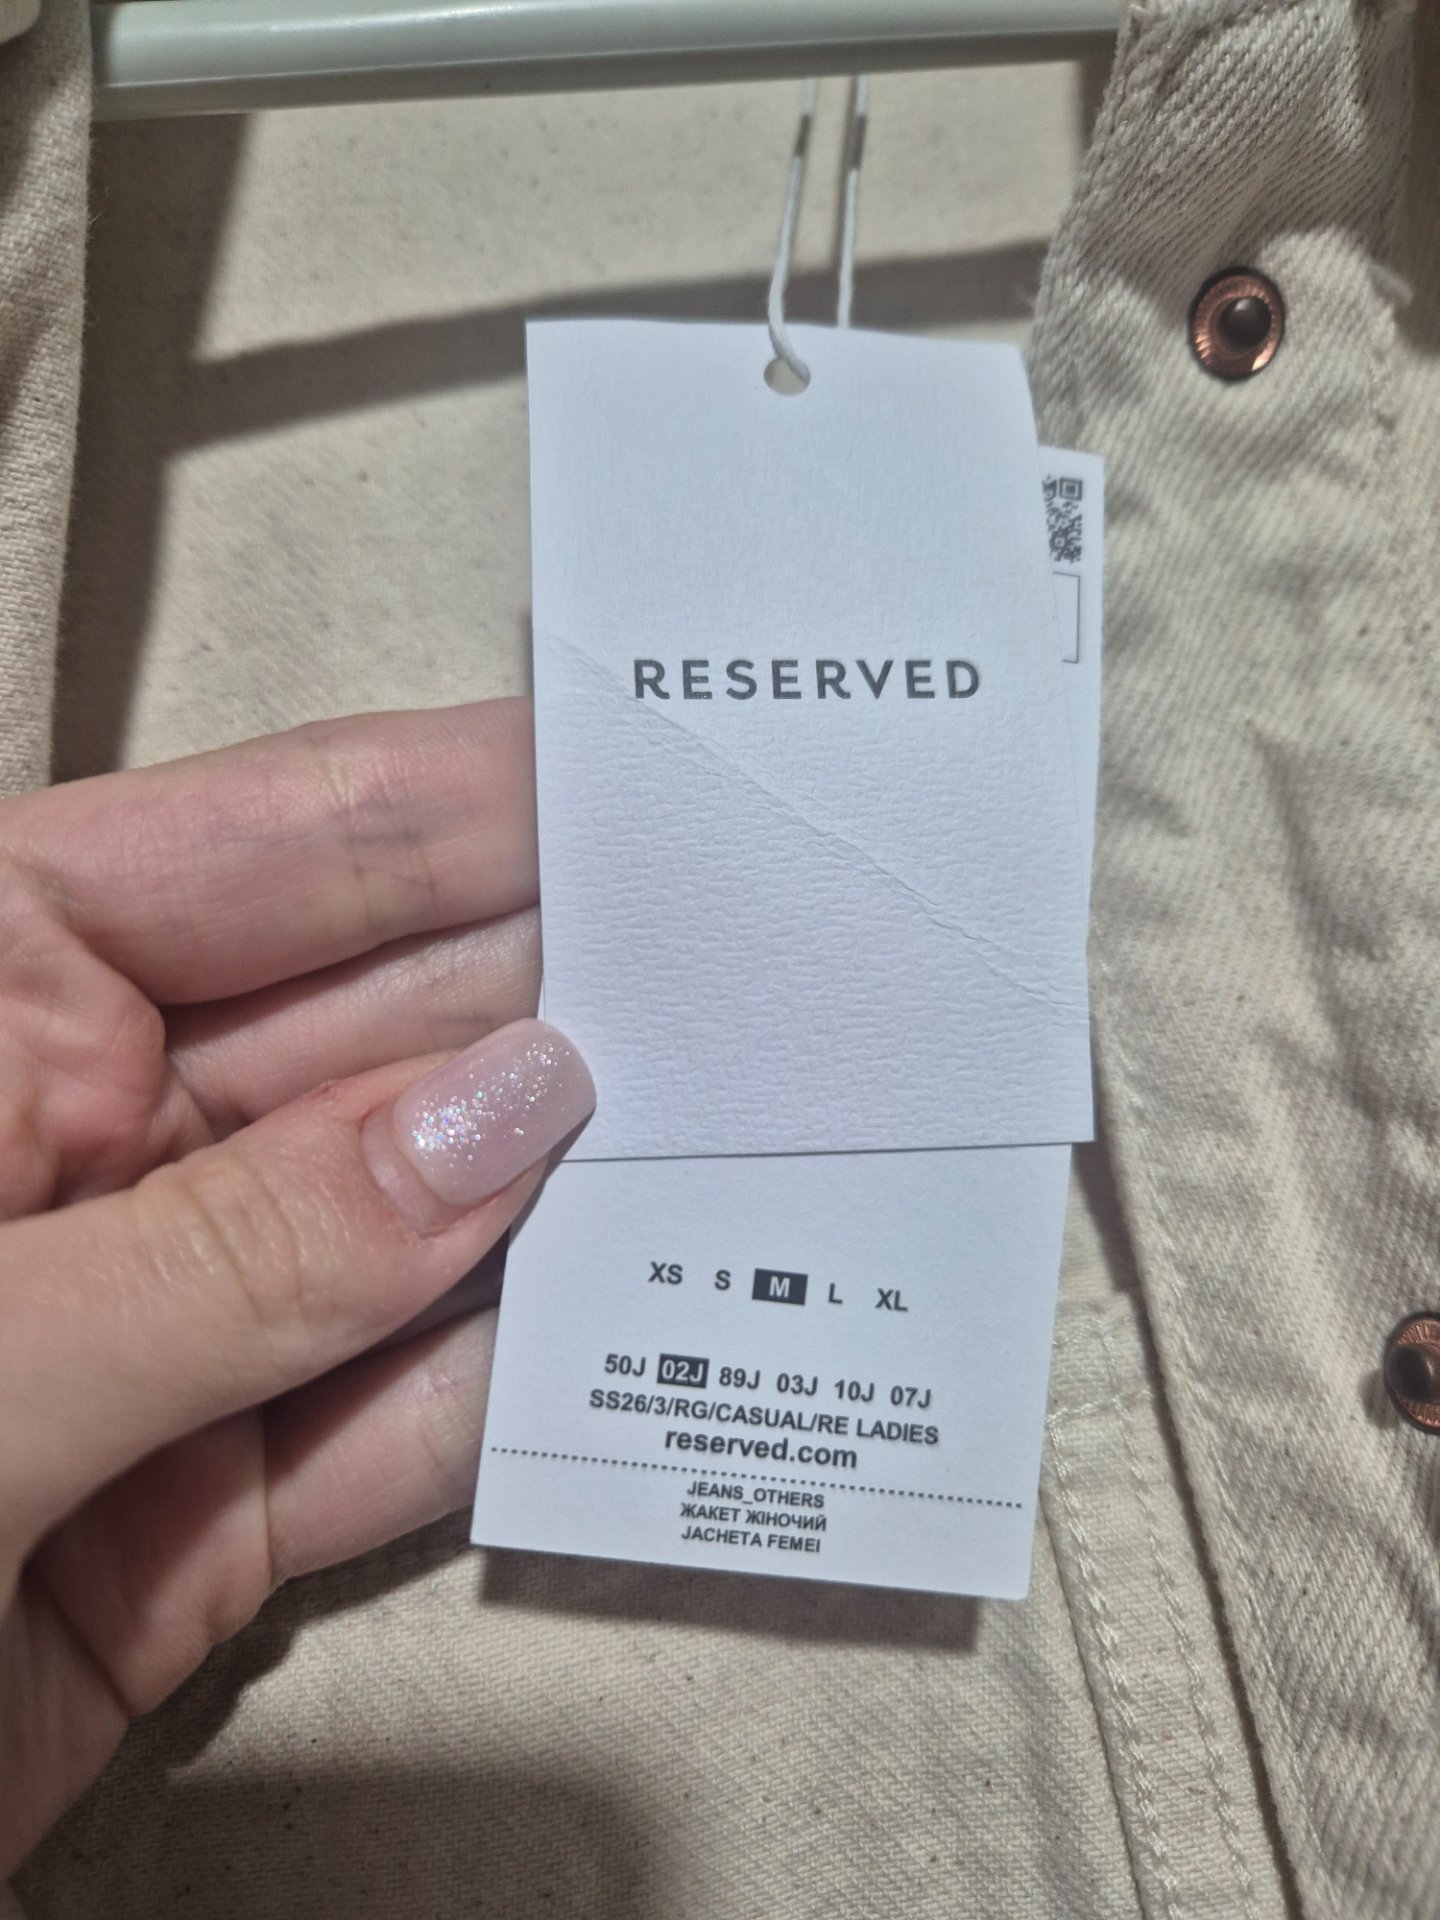 RESERVED
XS S M L XL
50J 02J 89J 03J 10J 07J
SS26/3/RG/CASUAL/RE LADIES
reserved.com
JEANS_OTHERS
ЖАКЕТ ЖІНОЧИЙ
JACHETA FEMEI